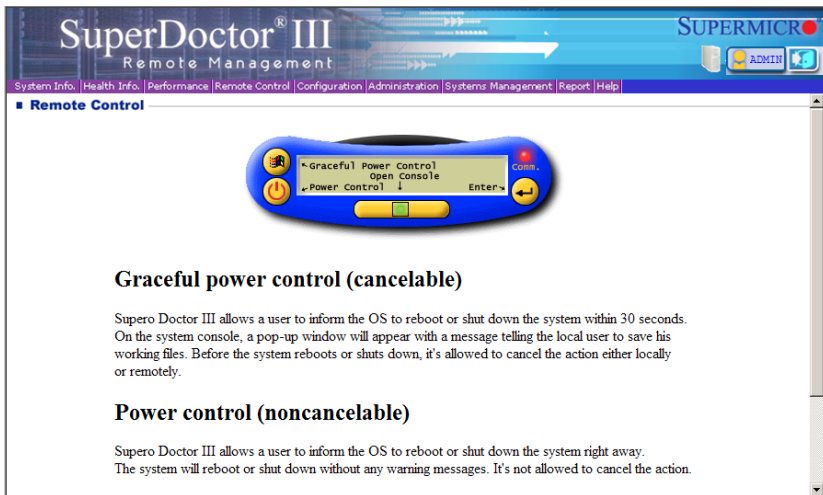 SuperDoctor® III
Remote Management
SUPERMICR
ADMIN
System Info. Health Info. Performance Remote Control Configuration Administration Systems Management Report Help
Remote Control
Graceful Power Control
Open Console
Power Control
Enter
Comm.
Graceful power control (cancelable)
Supero Doctor III allows a user to inform the OS to reboot or shut down the system within 30 seconds.
On the system console, a pop-up window will appear with a message telling the local user to save his
working files. Before the system reboots or shuts down, it's allowed to cancel the action either locally
or remotely.
Power control (noncancelable)
Supero Doctor III allows a user to inform the OS to reboot or shut down the system right away.
The system will reboot or shut down without any warning messages. It's not allowed to cancel the action.